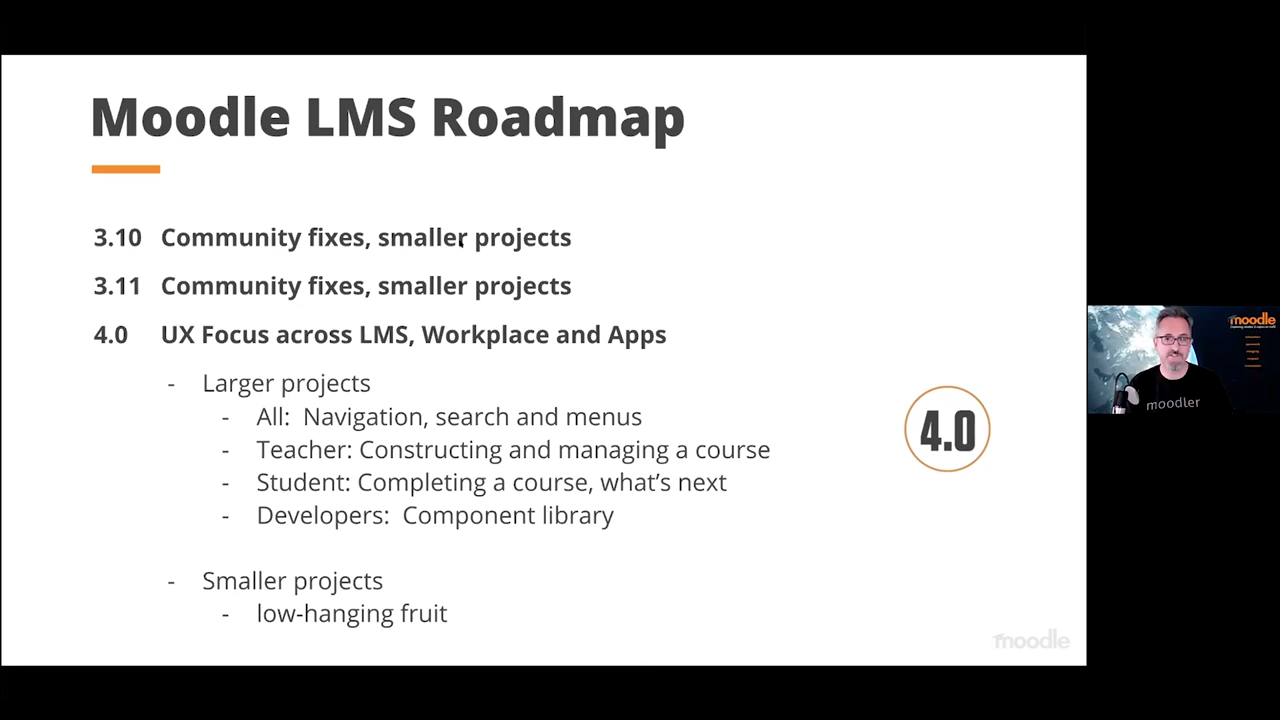 Moodle LMS Roadmap
3.10 Community fixes, smaller projects
3.11 Community fixes, smaller projects
4.0 UX Focus across LMS, Workplace and Apps
- Larger projects
- All: Navigation, search and menus
- Teacher: Constructing and managing a course
- Student: Completing a course, what's next
- Developers: Component library
- Smaller projects
- low-hanging fruit
4.0
moodle
moodle
moodler